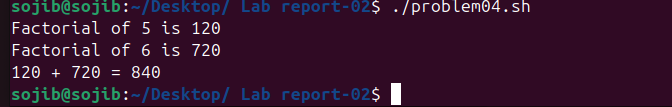 sojib@sojib:~/Desktop/ Lab report-02$ ./problem04.sh
Factorial of 5 is 120
Factorial of 6 is 720
120 + 720 = 840
sojib@sojib:~/Desktop/ Lab report-02$